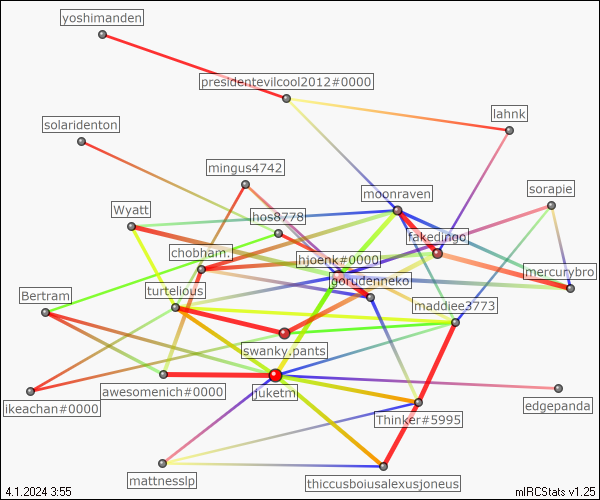 yoshimanden
presidentevilcool2012#0000
lahnk
solaridenton
mingus4742
sorapie
moonraven
Wyatt
hos8778
fakedingo
chobham.
hjoenk#0000
mercurybro
gordenneko
turtelious
Bertram
maddiee3773
swanky.pants
awesomenich#0000
juketm
ikeachan#0000
edgepanda
Thinker#5995
mattnesslp
thiccusboiusalexusjoneus
4.1.2024 3:55
mIRCStats v1.25